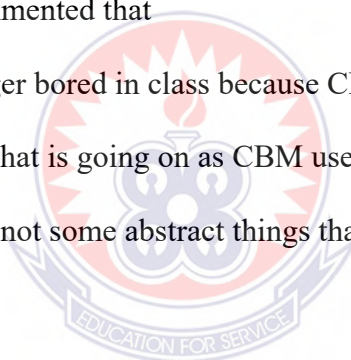 mented that
ger bored in class because C
hat is going on as CBM use
not some abstract things tha
EDUCATION FOR SERVICE